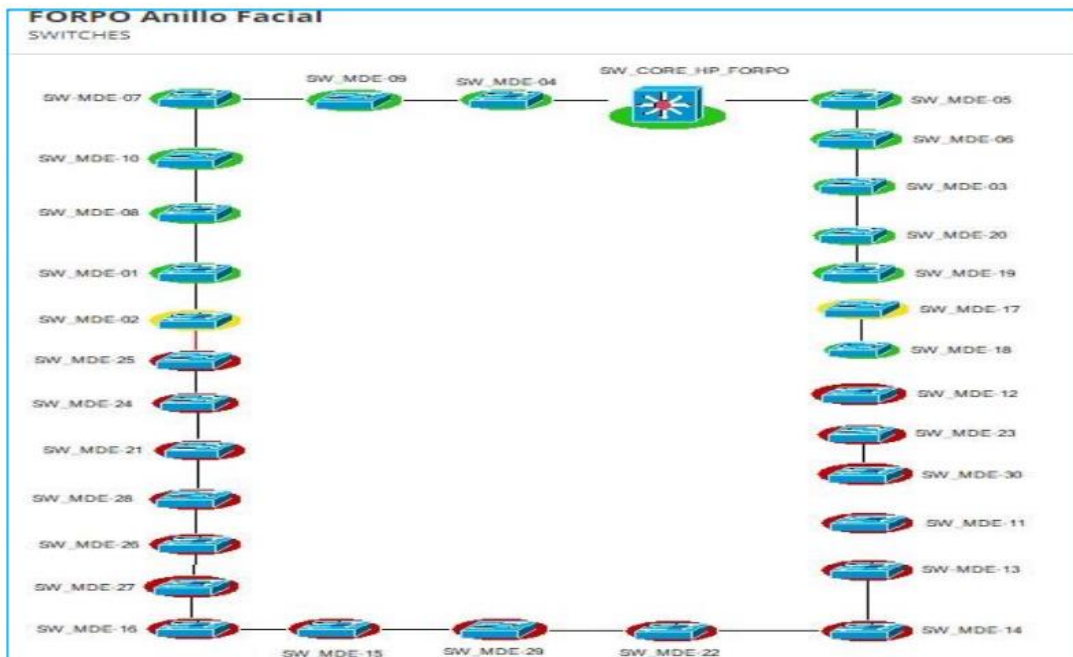 FORPO Anillo Facial
SWITCHES
SW-MDE-07
SW_MDE-09
SW_MDE-04
SW_CORE_HP_FORPO
SW_MDE-05
SW_MDE-06
SW_MDE-10
SW_MDE-03
SW_MDE-08
SW_MDE-20
SW_MDE-01
SW_MDE-19
SW_MDE-02
SW_MDE-17
SW_MDE-25
SW_MDE-18
SW_MDE-24
SW_MDE-12
SW_MDE-21
SW_MDE-23
SW_MDE-28
SW_MDE-30
SW_MDE-26
SW_MDE-11
SW_MDE-27
SW-MDE-13
SW_MDE-16
SW_MDE-15
SW_MDE-29
SW_MDE-22
SW_MDE-14